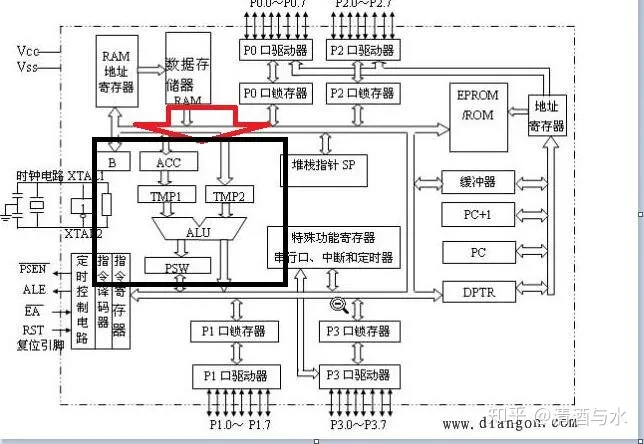 P0.0～P0.7
P2.0～P2.7
Vcc
Vss
RAM
地址
寄存器
数据存
储器
RAM
P0 口驱动器
P2 口驱动器
P0 口锁存器
P2 口锁存器
EPROM
/ROM
地址
寄存器
B
ACC
堆栈指针 SP
时钟电路 XTAL1
TMP1
TMP2
缓冲器
XTAL2
ALU
PC+1
特殊功能寄存器
串行口、中断和定时器
PSW
PC
PSEN
ALE
EA
RST
复位引脚
定时控制电路
指令译码器
指令寄存器
DPTR
P1 口锁存器
P3 口锁存器
P1 口驱动器
P3 口驱动器
P1.0～ P1.7
P3.0～ P3.7
www.diangon.com
知乎 @清酒与水